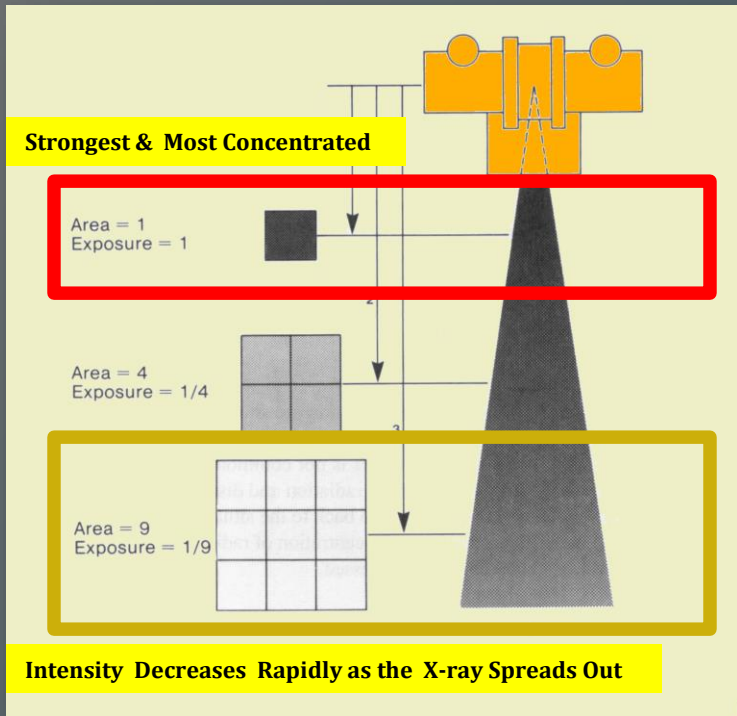 Strongest & Most Concentrated
Area = 1
Exposure = 1
2
Area = 4
Exposure = 1/4
3
Area = 9
Exposure = 1/9
Intensity Decreases Rapidly as the X-ray Spreads Out